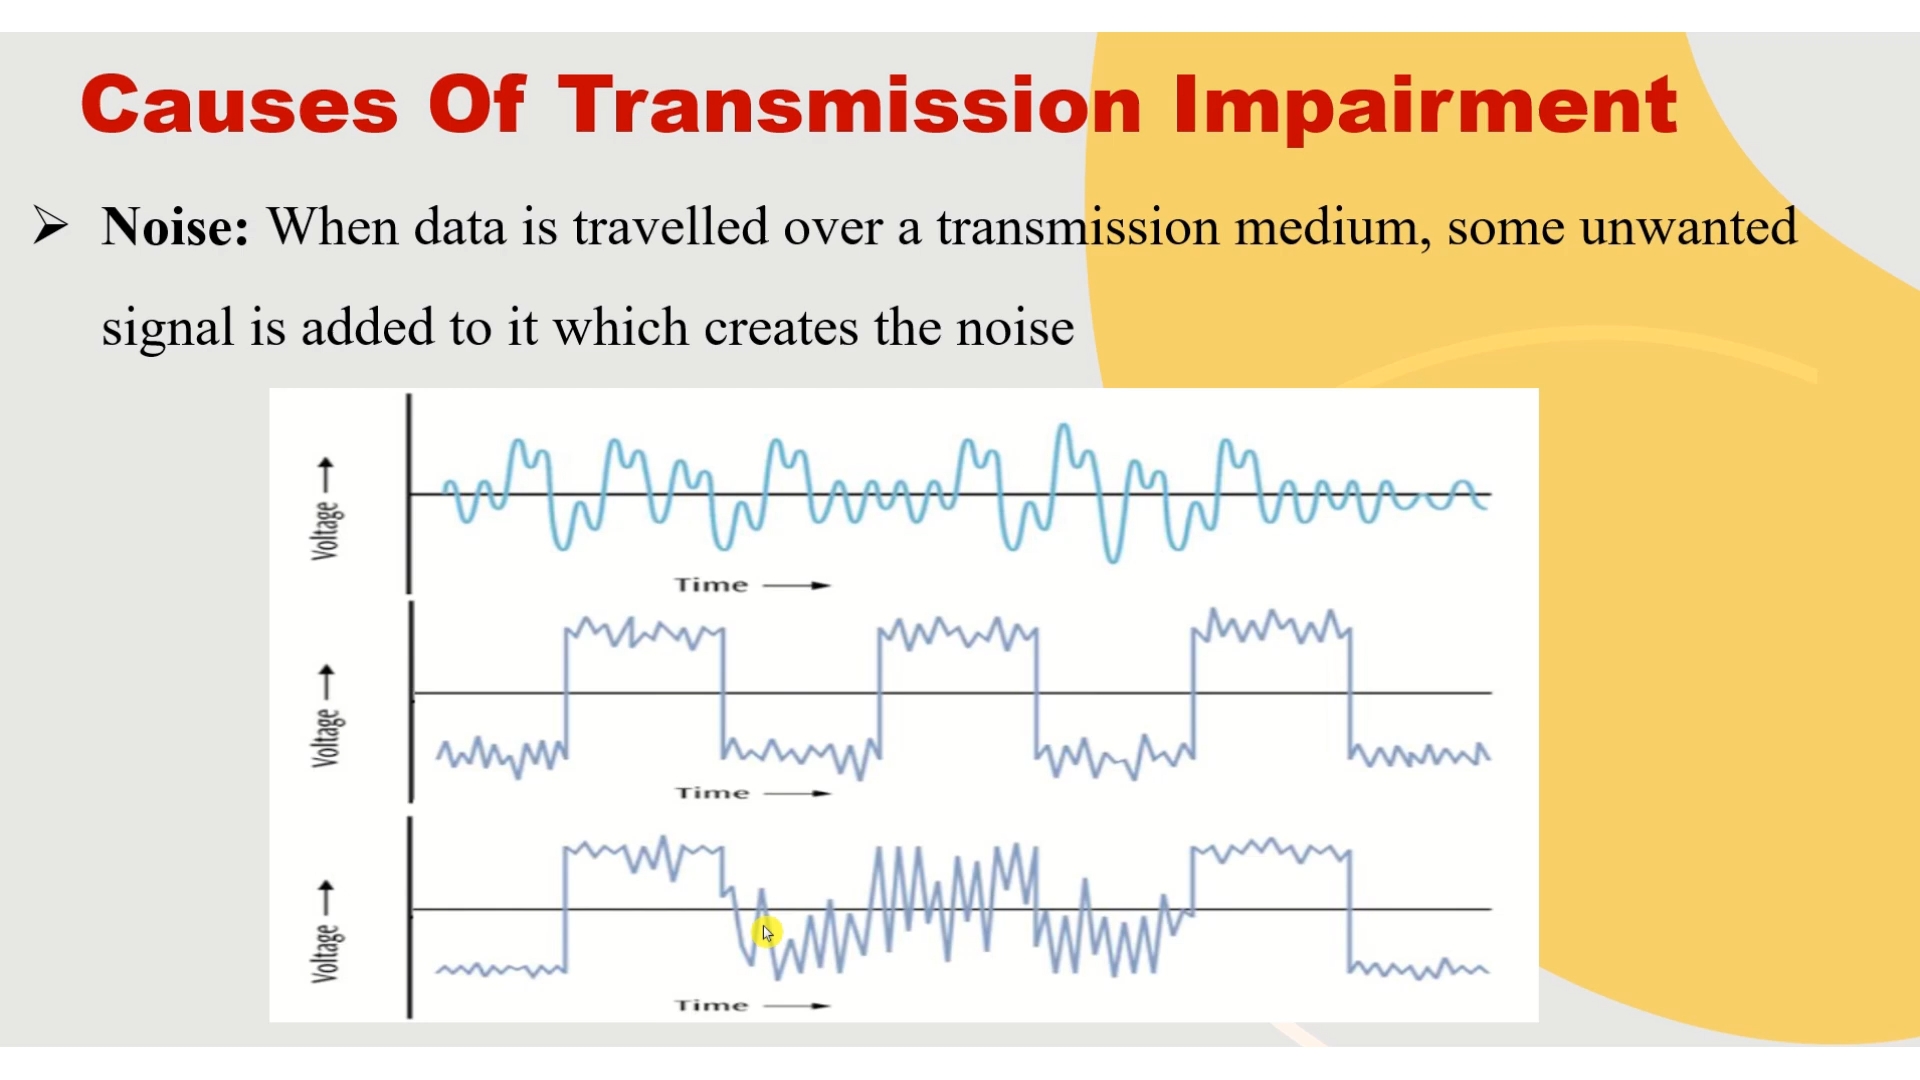 Causes Of Transmission Impairment
➢ Noise: When data is travelled over a transmission medium, some unwanted
signal is added to it which creates the noise
Voltage
Time
Voltage
Time
Voltage
Time